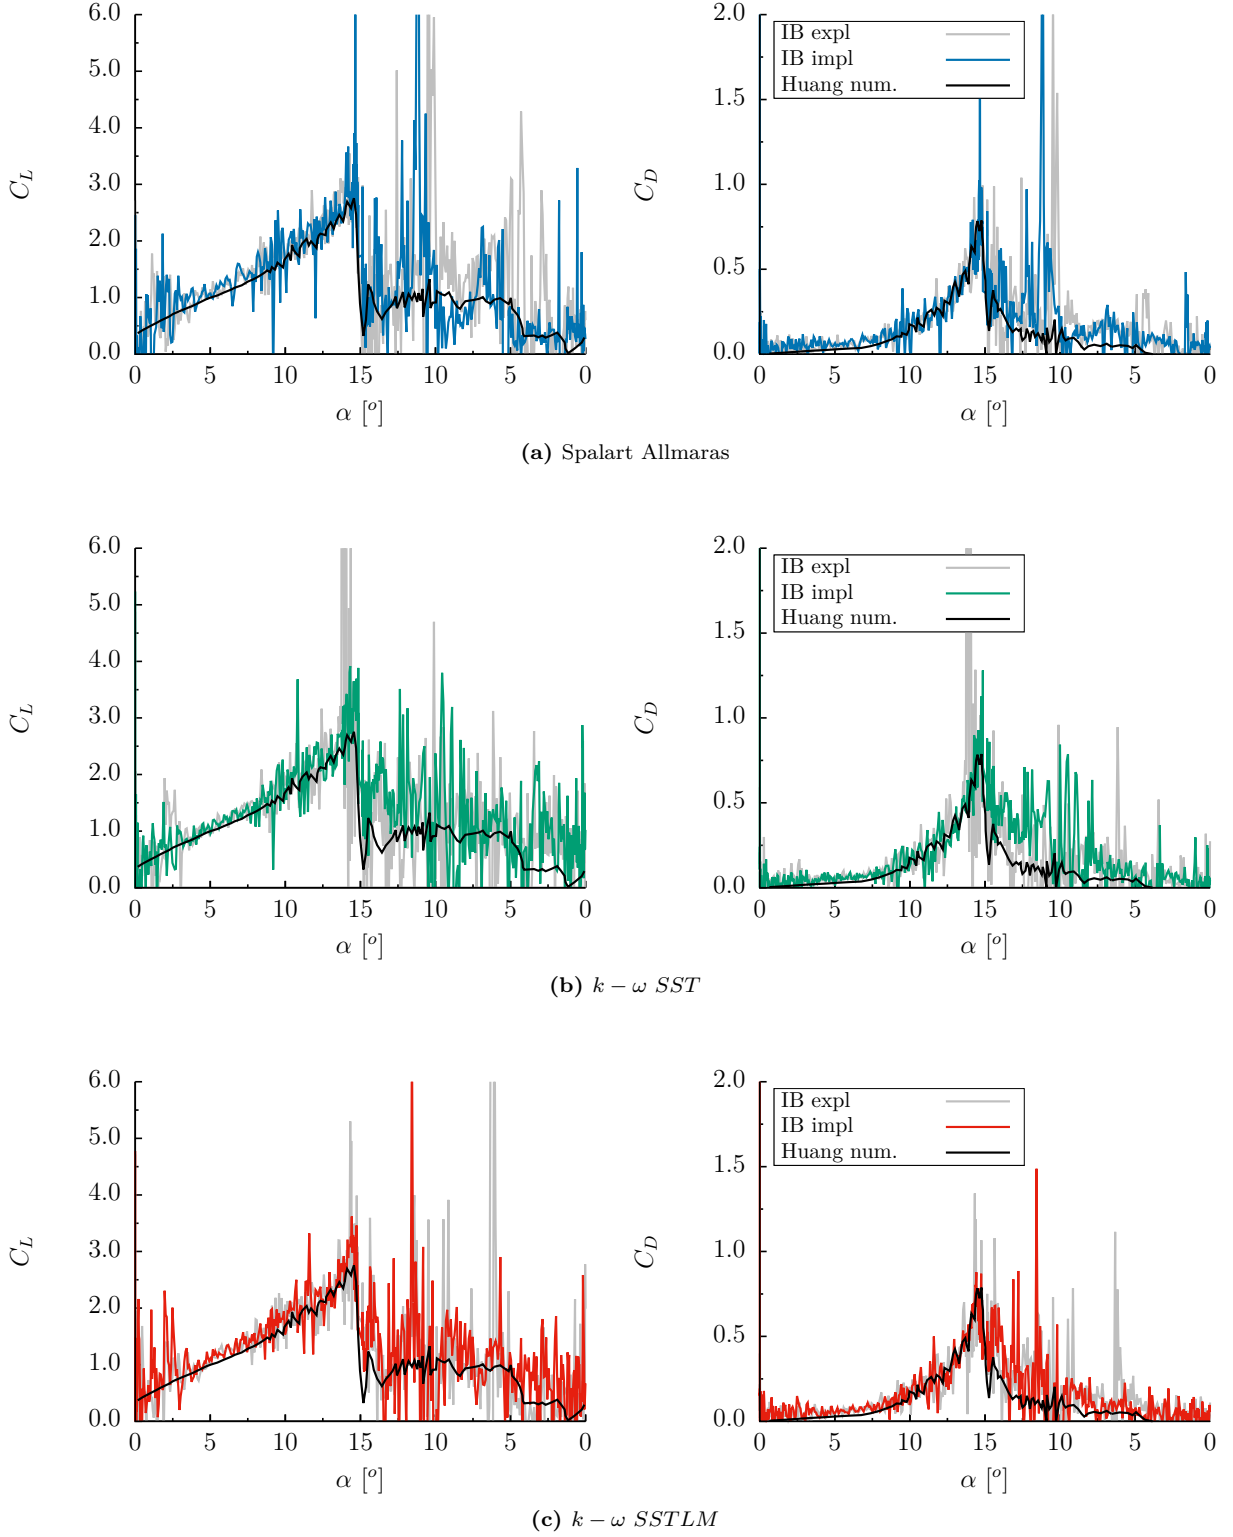 6.0
5.0
4.0
3.0
2.0
1.0
0.0
C_L
0 5 10 15 10 5 0
α [°]
2.0
1.5
1.0
0.5
0.0
C_D
IB expl
IB impl
Huang num.
0 5 10 15 10 5 0
α [°]
(a) Spalart Allmaras
6.0
5.0
4.0
3.0
2.0
1.0
0.0
C_L
0 5 10 15 10 5 0
α [°]
2.0
1.5
1.0
0.5
0.0
C_D
IB expl
IB impl
Huang num.
0 5 10 15 10 5 0
α [°]
(b) k − ω SST
6.0
5.0
4.0
3.0
2.0
1.0
0.0
C_L
0 5 10 15 10 5 0
α [°]
2.0
1.5
1.0
0.5
0.0
C_D
IB expl
IB impl
Huang num.
0 5 10 15 10 5 0
α [°]
(c) k − ω SSTLM